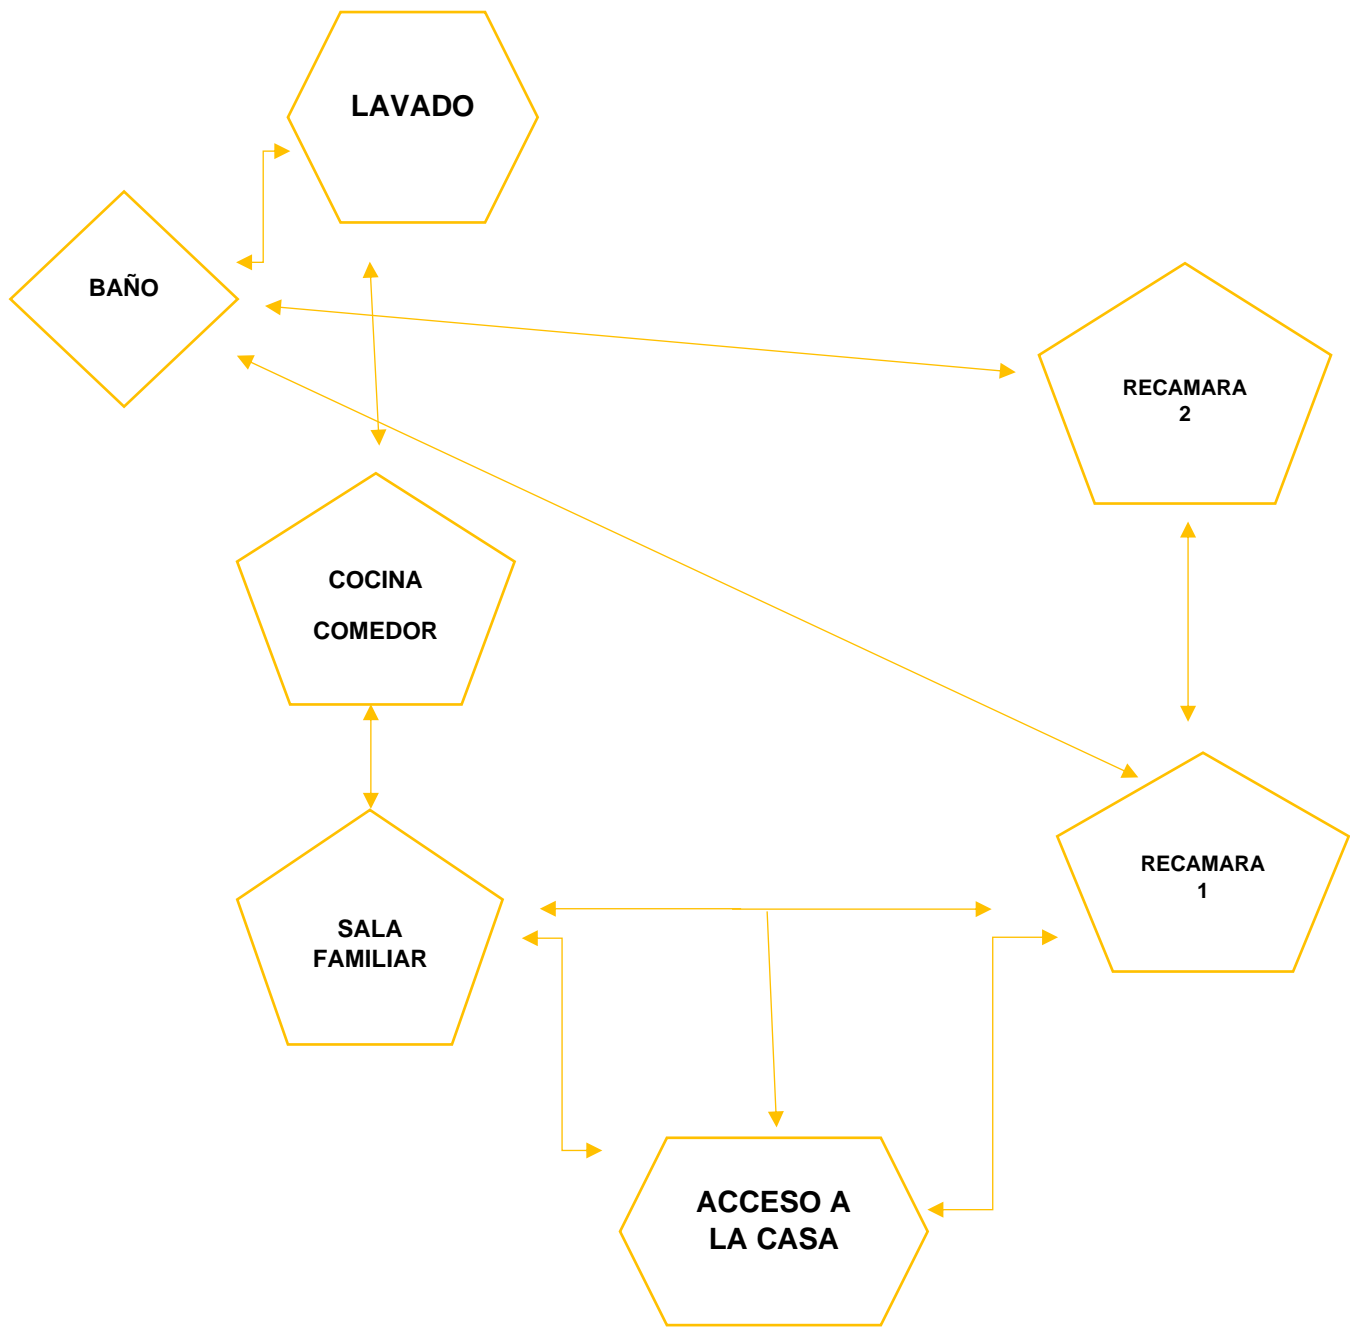 LAVADO
BAÑO
RECAMARA
2
COCINA
COMEDOR
RECAMARA
1
SALA
FAMILIAR
ACCESO A
LA CASA